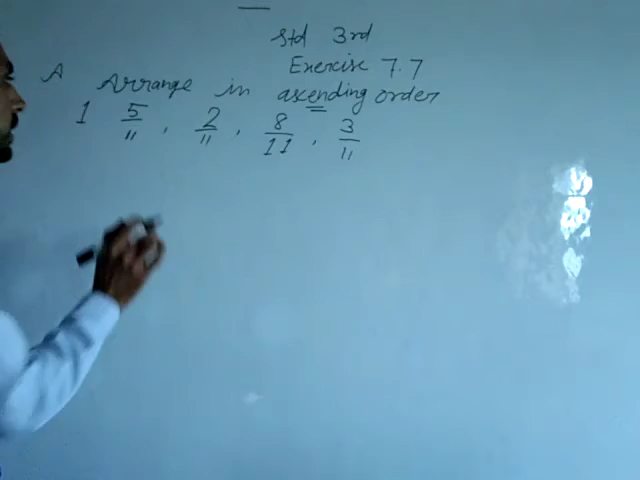 Std 3rd
Exercise 7.7
A Arrange in ascending order
1 5/11, 2/11, 8/11, 3/11